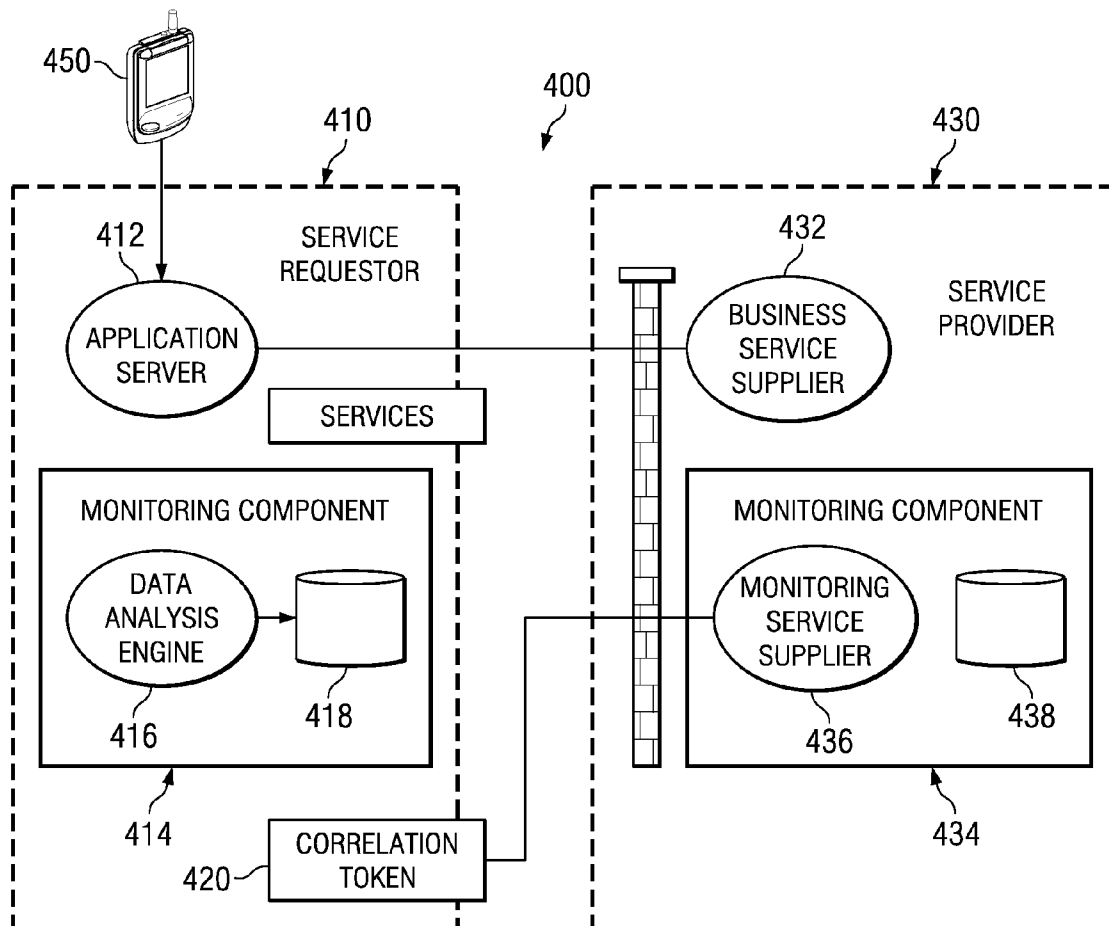 450
400
410
430
412
SERVICE
REQUESTOR
432
SERVICE
PROVIDER
APPLICATION
SERVER
BUSINESS
SERVICE
SUPPLIER
SERVICES
MONITORING COMPONENT
MONITORING COMPONENT
DATA
ANALYSIS
ENGINE
MONITORING
SERVICE
SUPPLIER
416
418
436
438
414
434
420
CORRELATION
TOKEN